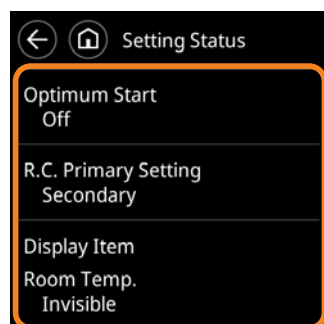 Setting Status
Optimum Start
Off
R.C. Primary Setting
Secondary
Display Item
Room Temp.
Invisible